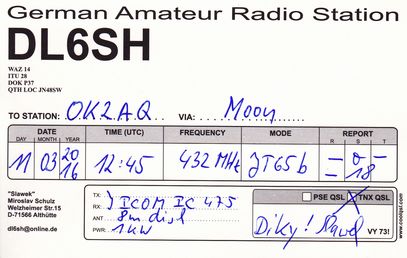 German Amateur Radio Station
DL6SH
WAZ 14
ITU 28
DOK P37
QTH LOC JN48SW
TO STATION: OK2AQ VIA: Moon
DATE TIME (UTC) FREQUENCY MODE REPORT
DAY MONTH YEAR R S T
11 03 2016 12:45 432 MHz JT65b – 0 – 18
"Slawek"
Miroslav Schulz
Welzheimer Str.15
D-71566 Althütte
dl6sh@online.de
TX:
RX: ICOM IC 475
ANT 8m dish
PWR: 1KW
PSE QSL TNX QSL
Diky!
VY 73!
www.coolqsl.com